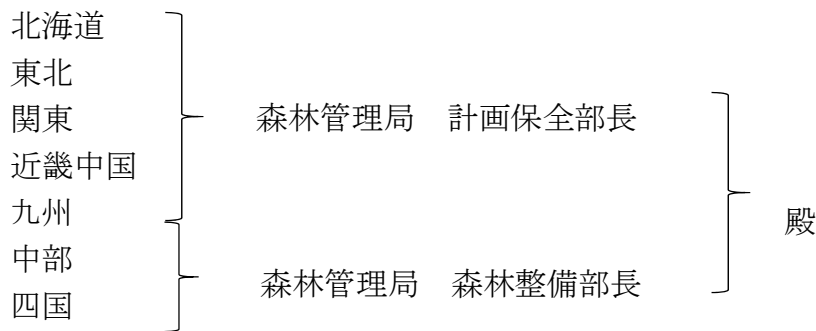 北海道
東北
関東
森林管理局　計画保全部長
近畿中国
九州
殿
中部
森林管理局　森林整備部長
四国